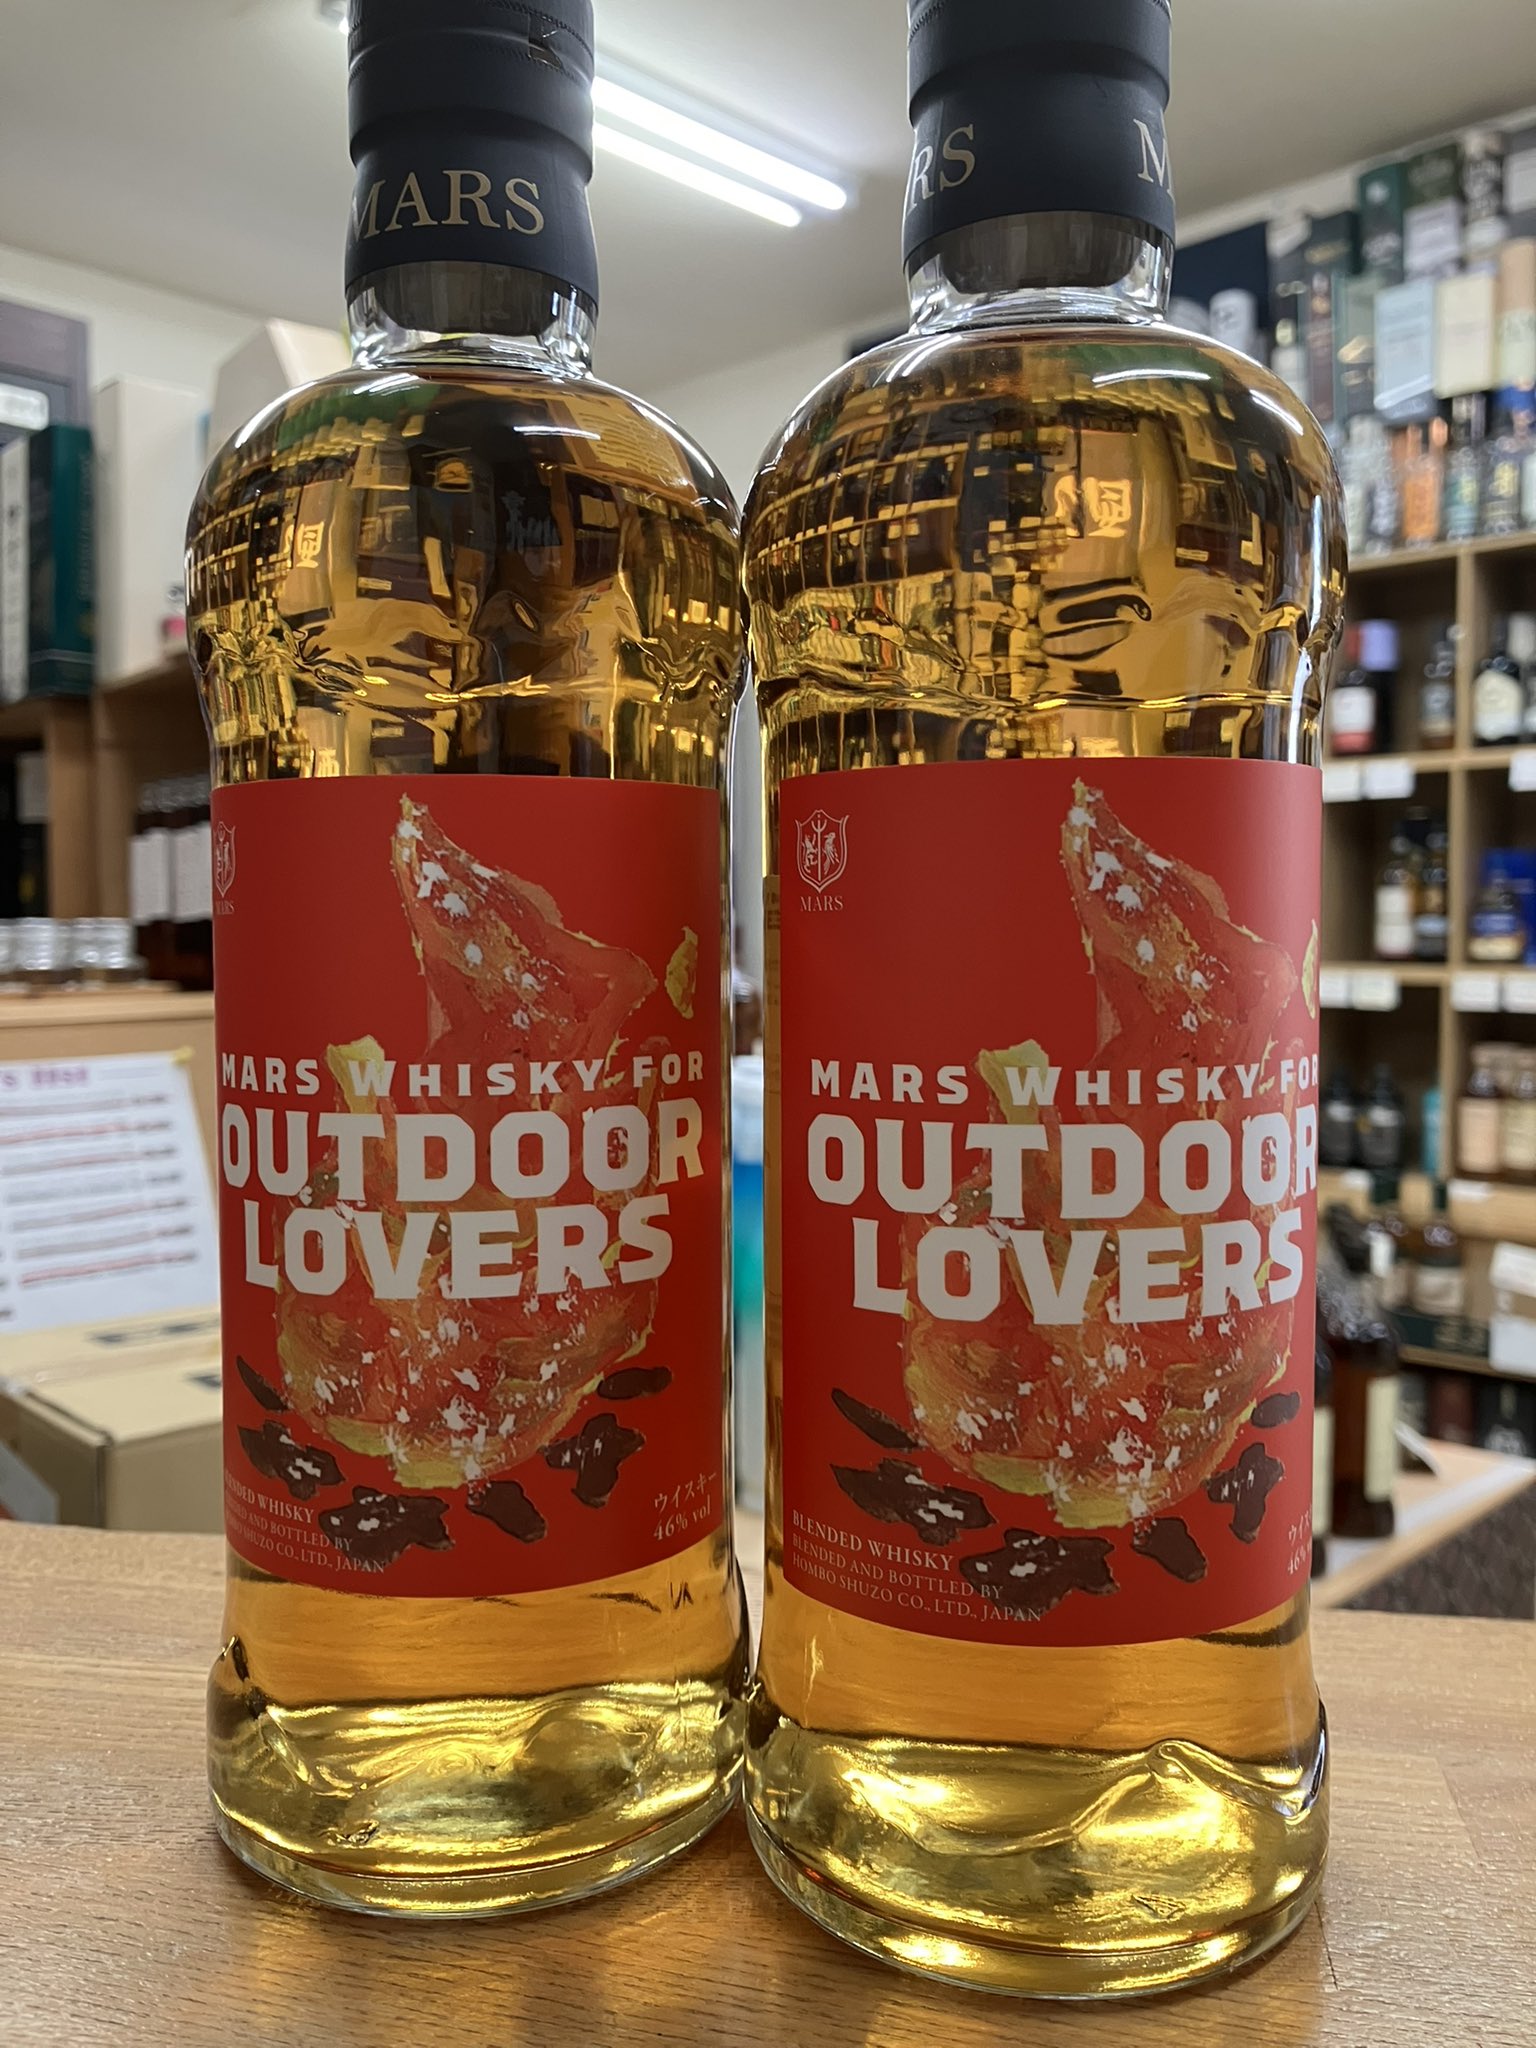 MARS
MARS
MARS WHISKY FOR
OUTDOOR
LOVERS
BLENDED WHISKY
BLENDED AND BOTTLED BY
HOMBO SHUZO CO., LTD., JAPAN
ウイスキー
46% vol
MARS
MARS WHISKY FOR
OUTDOOR
LOVERS
BLENDED WHISKY
BLENDED AND BOTTLED BY
HOMBO SHUZO CO., LTD., JAPAN